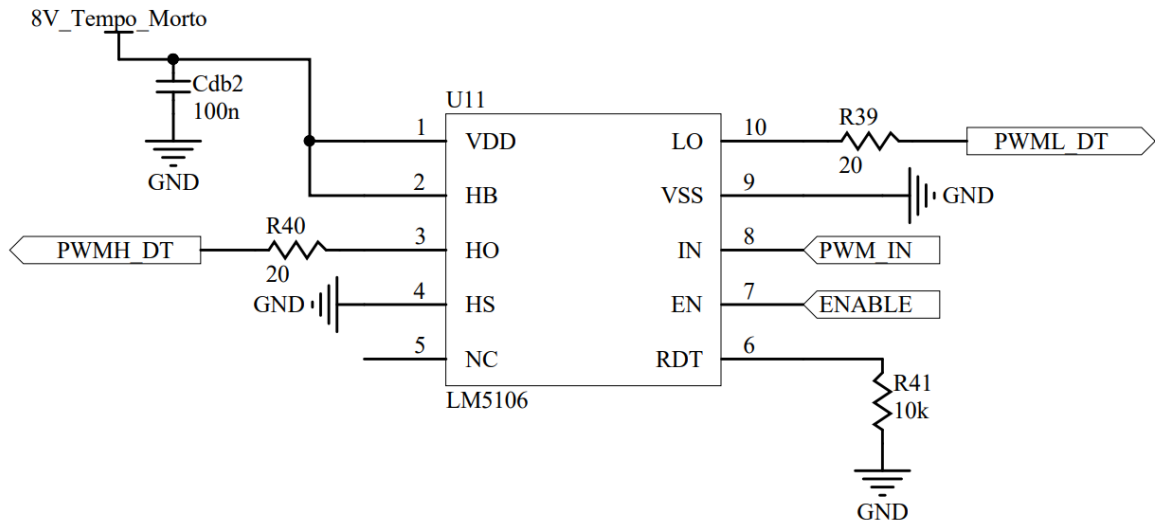 8V_Tempo_Morto
Cdb2
100n
GND
U11
1 VDD
2 HB
3 HO
4 HS
5 NC
LO 10
VSS 9
IN 8
EN 7
RDT 6
LM5106
R39
20
PWML_DT
GND
PWM_IN
ENABLE
R40
20
PWMH_DT
GND
R41
10k
GND